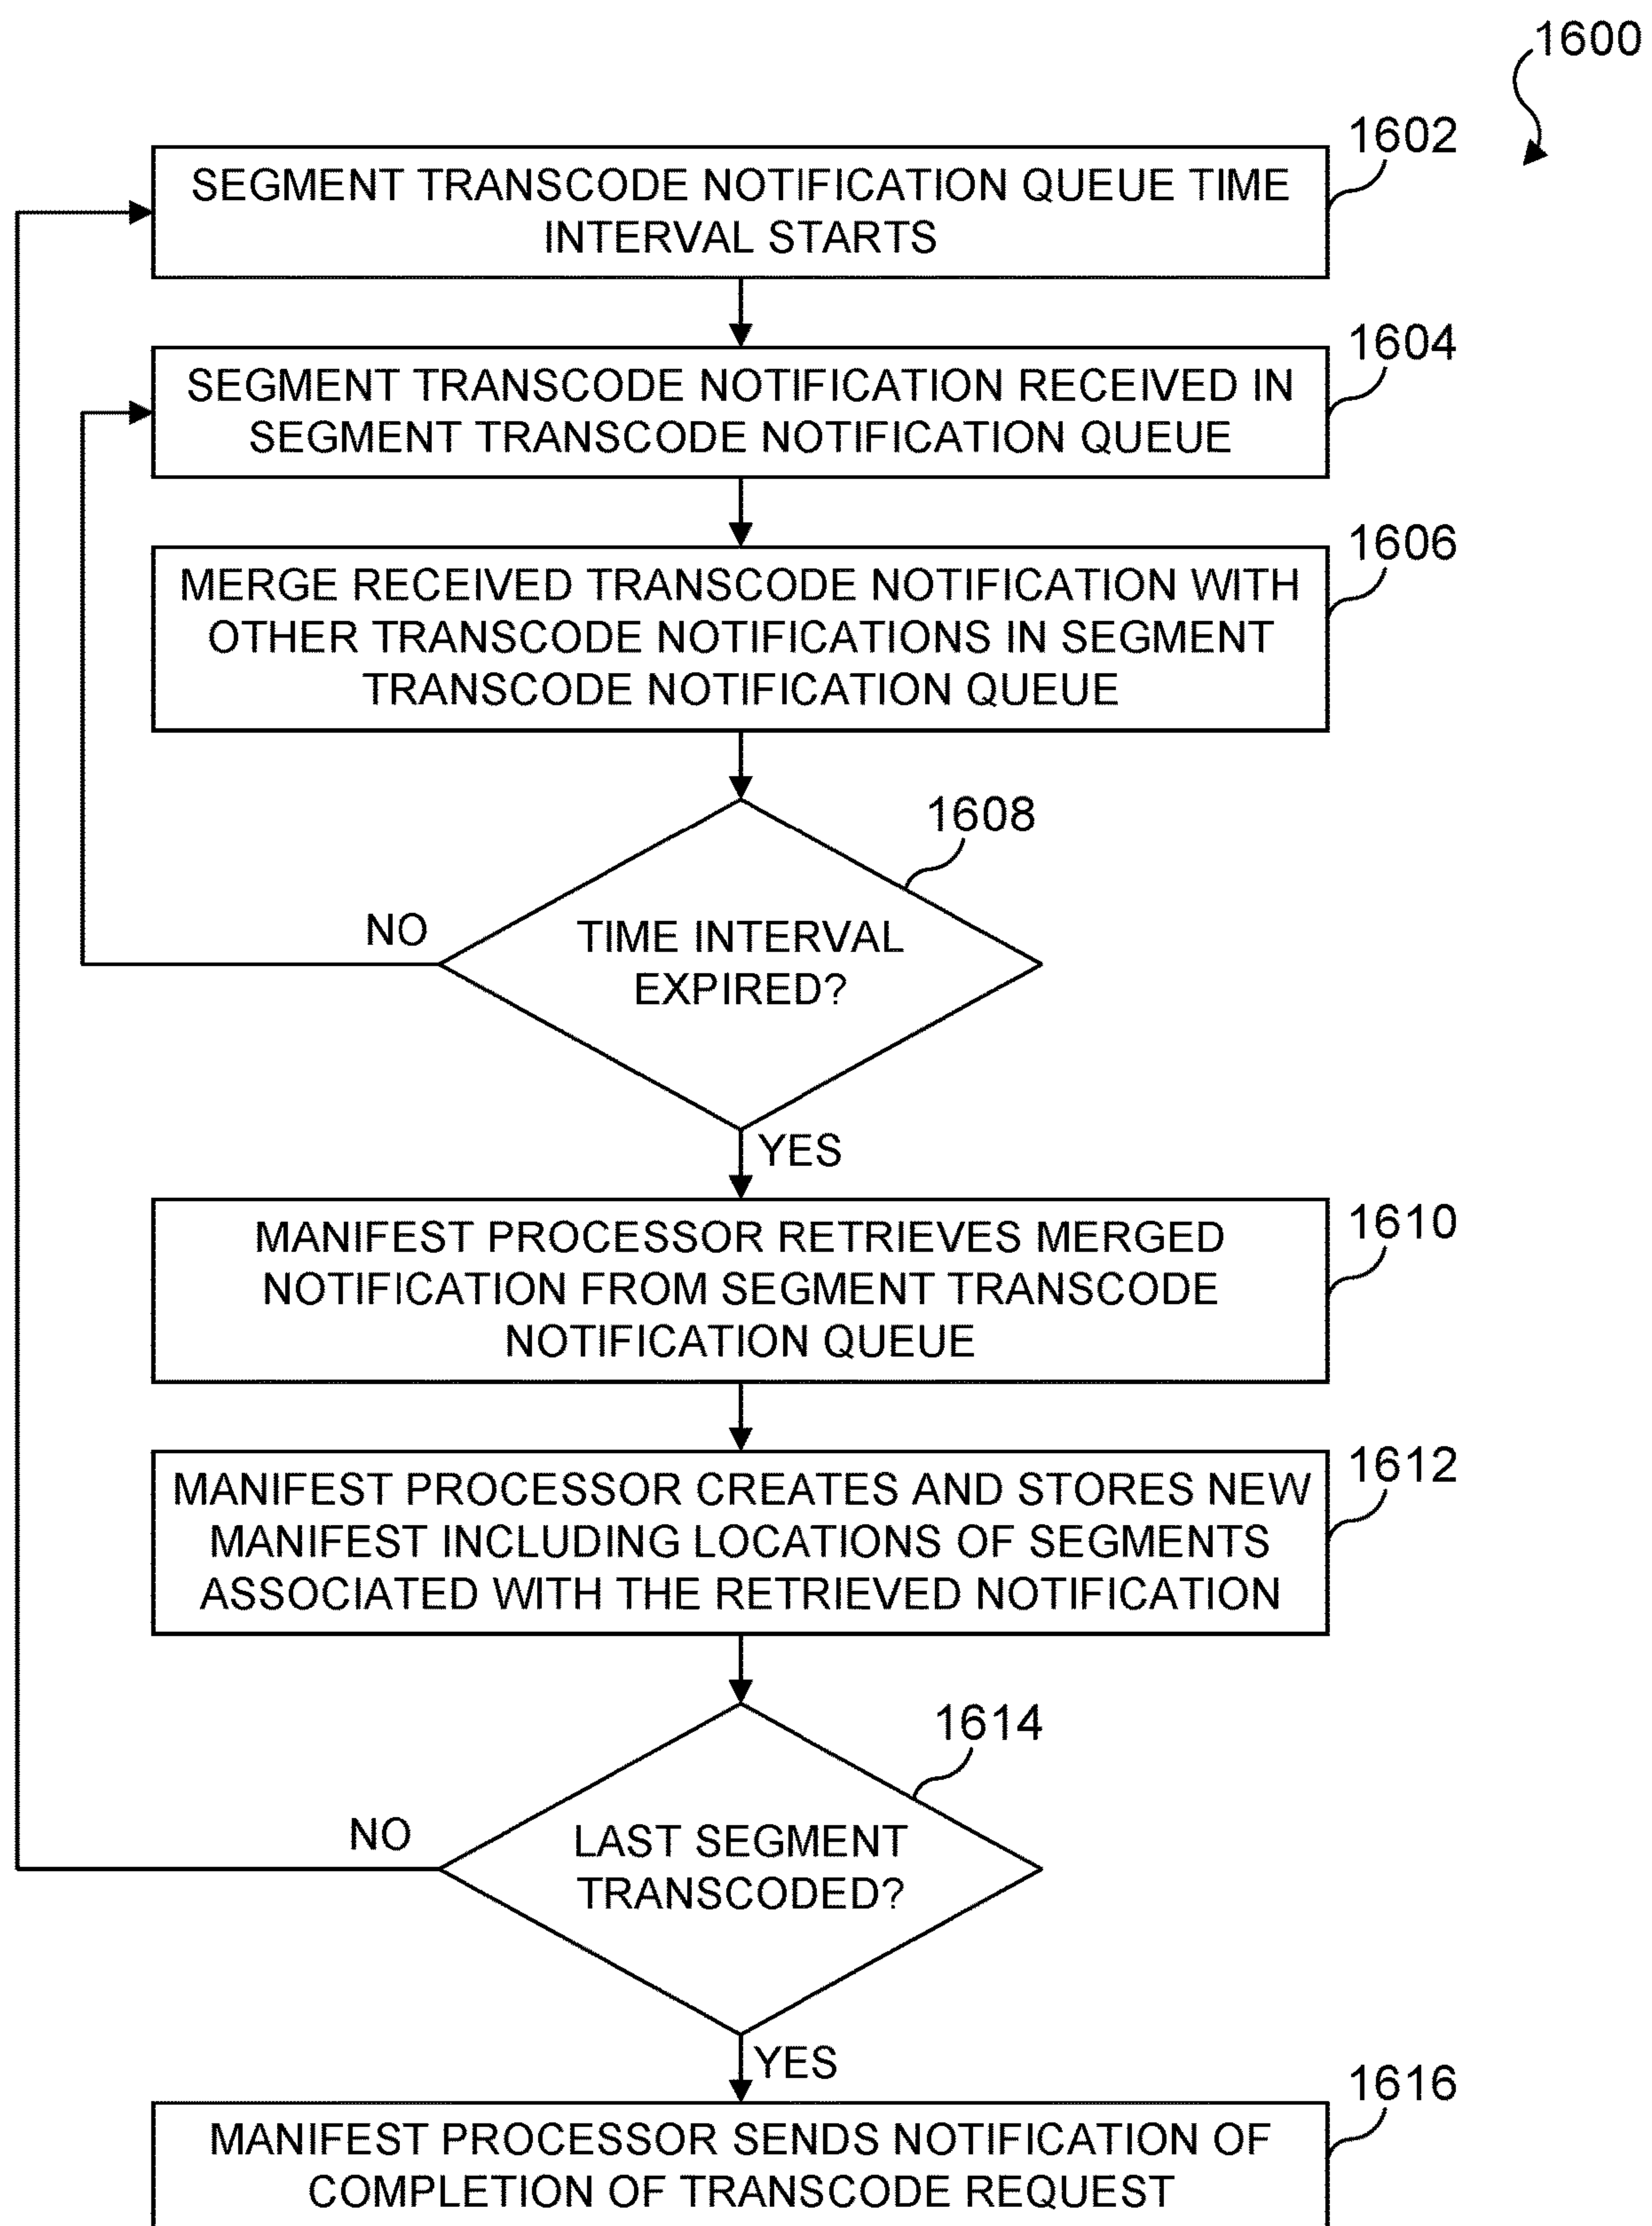 1600
1602
SEGMENT TRANSCODE NOTIFICATION QUEUE TIME
INTERVAL STARTS
1604
SEGMENT TRANSCODE NOTIFICATION RECEIVED IN
SEGMENT TRANSCODE NOTIFICATION QUEUE
1606
MERGE RECEIVED TRANSCODE NOTIFICATION WITH
OTHER TRANSCODE NOTIFICATIONS IN SEGMENT
TRANSCODE NOTIFICATION QUEUE
1608
NO
TIME INTERVAL
EXPIRED?
YES
1610
MANIFEST PROCESSOR RETRIEVES MERGED
NOTIFICATION FROM SEGMENT TRANSCODE
NOTIFICATION QUEUE
1612
MANIFEST PROCESSOR CREATES AND STORES NEW
MANIFEST INCLUDING LOCATIONS OF SEGMENTS
ASSOCIATED WITH THE RETRIEVED NOTIFICATION
1614
NO
LAST SEGMENT
TRANSCODED?
YES
1616
MANIFEST PROCESSOR SENDS NOTIFICATION OF
COMPLETION OF TRANSCODE REQUEST